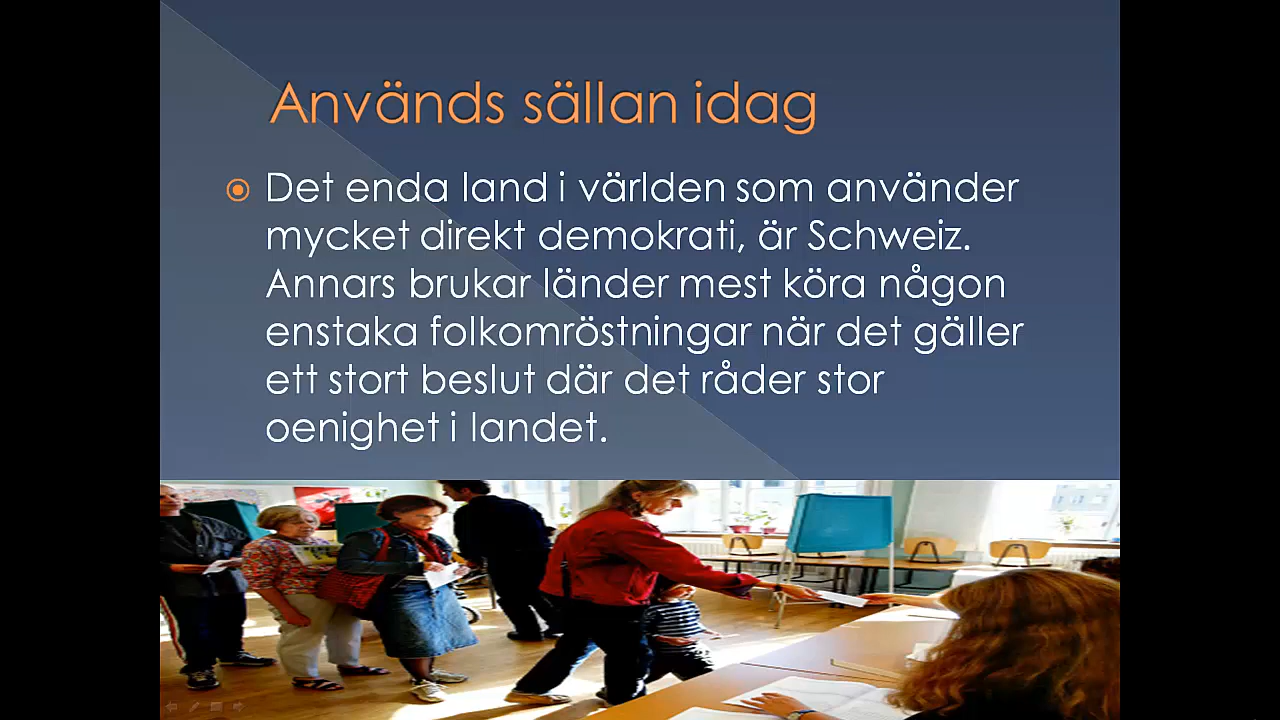 Används sällan idag
Det enda land i världen som använder
mycket direkt demokrati, är Schweiz.
Annars brukar länder mest köra någon
enstaka folkomröstningar när det gäller
ett stort beslut där det råder stor
oenighet i landet.